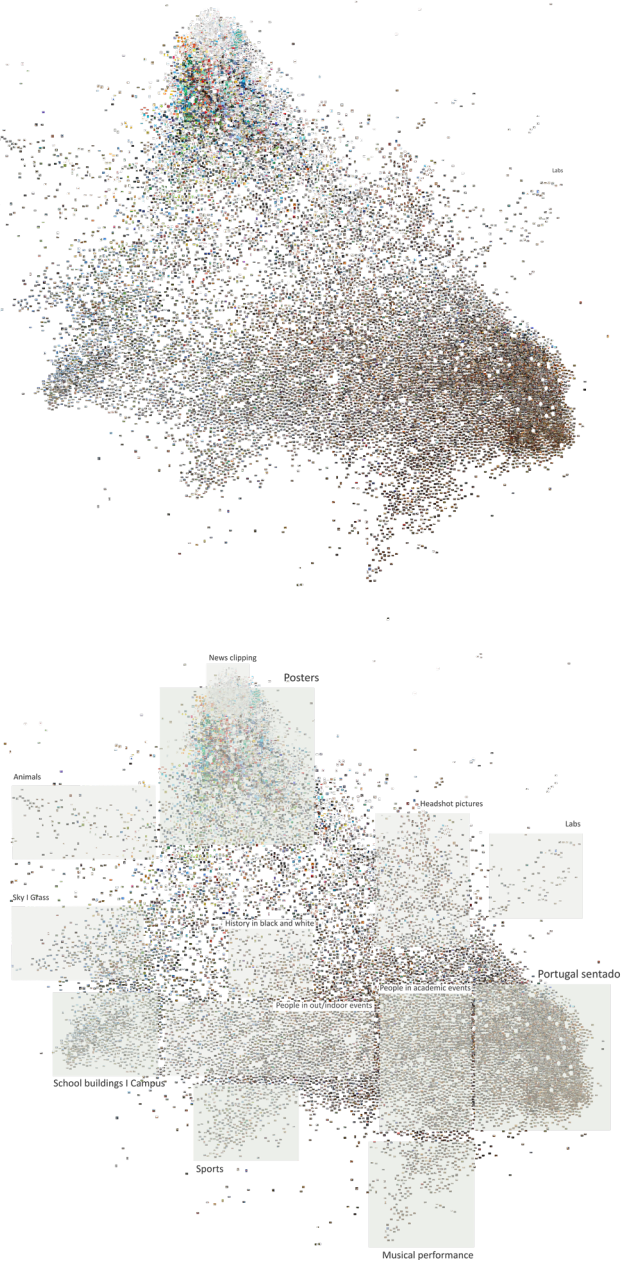 Labs
News clipping
Posters
Animals
Headshot pictures
Labs
Sky I Grass
History in black and white
Portugal sentado
People in academic events
People in out/indoor events
School buildings I Campus
Sports
Musical performance